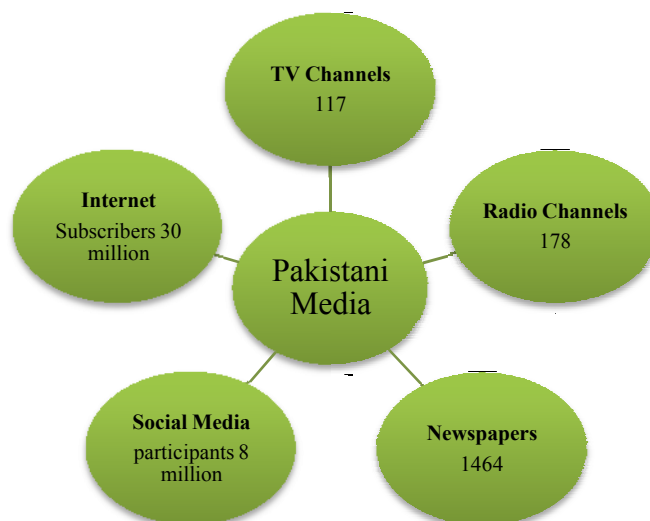 TV Channels
117
Internet
Subscribers 30
million
Radio Channels
178
Pakistani
Media
Social Media
participants 8
million
Newspapers
1464